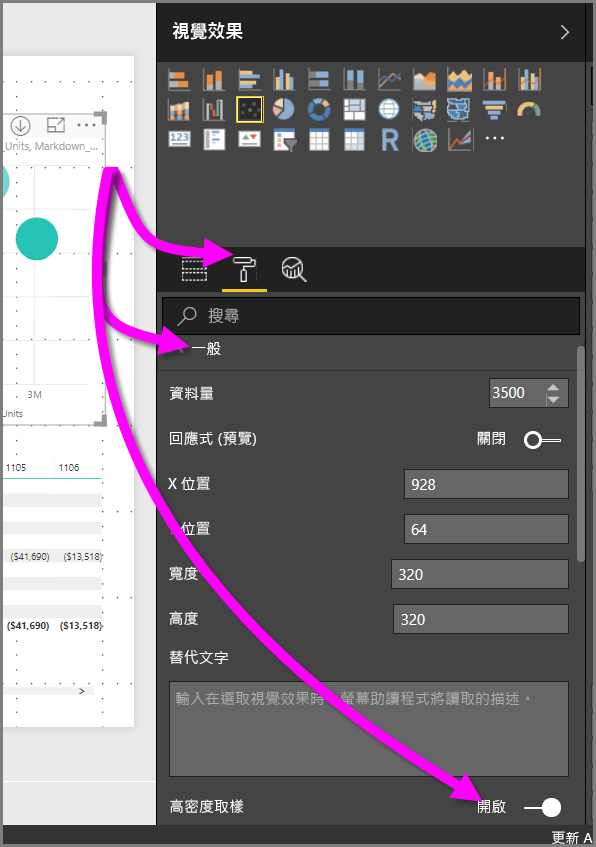 視覺效果
_Units, Markdown_...
123
R
搜尋
一般
資料量
3500
3M
Units
回應式 (預覽)
關閉
1105 1106
X 位置
928
位置
64
($41,690) ($13,518)
寬度
320
高度
320
($41,690) ($13,518)
替代文字
輸入在選取視覺效果時
螢幕助讀程式將讀取的描述。
高密度取樣
開啟
更新 A